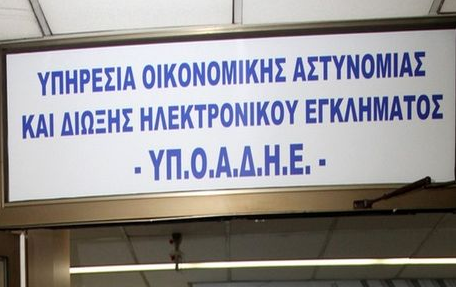 ΥΠΗΡΕΣΙΑ ΟΙΚΟΝΟΜΙΚΗΣ ΑΣΤΥΝΟΜΙΑΣ
ΚΑΙ ΔΙΩΞΗΣ ΗΛΕΚΤΡΟΝΙΚΟΥ ΕΓΚΛΗΜΑΤΟΣ
- ΥΠ.Ο.Α.Δ.Η.Ε. -